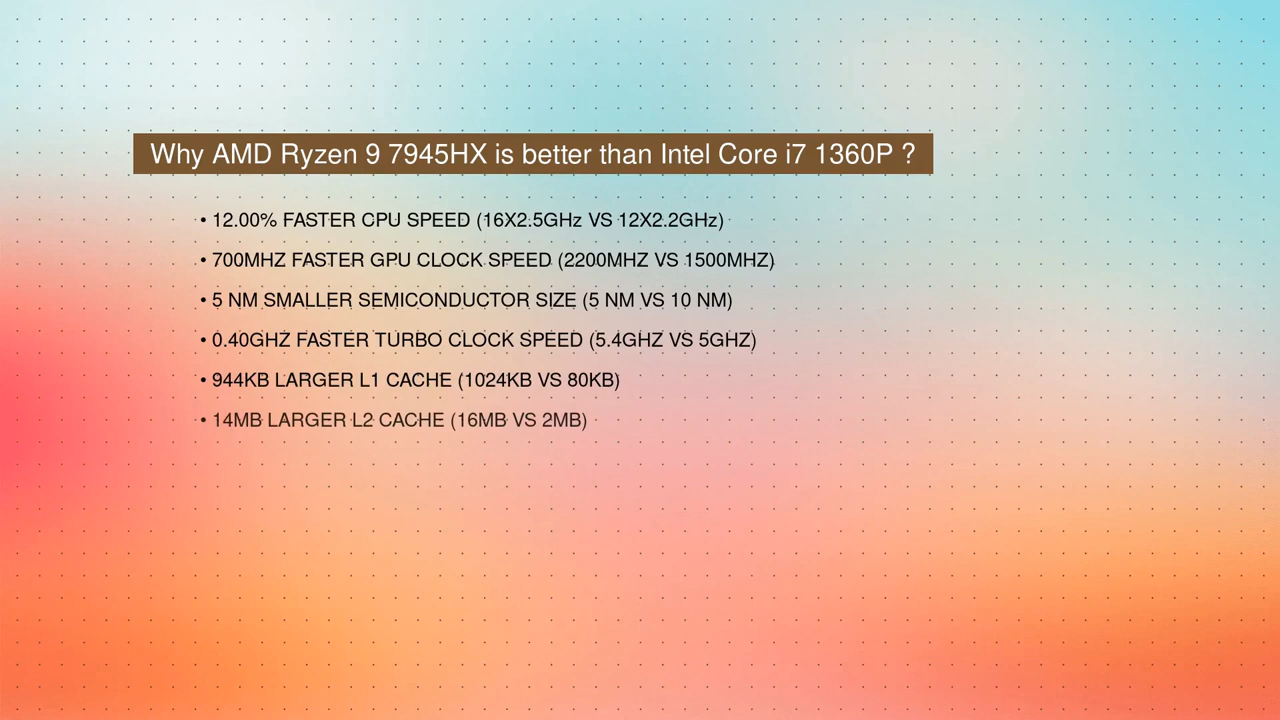 Why AMD Ryzen 9 7945HX is better than Intel Core i7 1360P ?
• 12.00% FASTER CPU SPEED (16X2.5GHz VS 12X2.2GHz)
• 700MHZ FASTER GPU CLOCK SPEED (2200MHZ VS 1500MHZ)
• 5 NM SMALLER SEMICONDUCTOR SIZE (5 NM VS 10 NM)
• 0.40GHZ FASTER TURBO CLOCK SPEED (5.4GHZ VS 5GHZ)
• 944KB LARGER L1 CACHE (1024KB VS 80KB)
• 14MB LARGER L2 CACHE (16MB VS 2MB)